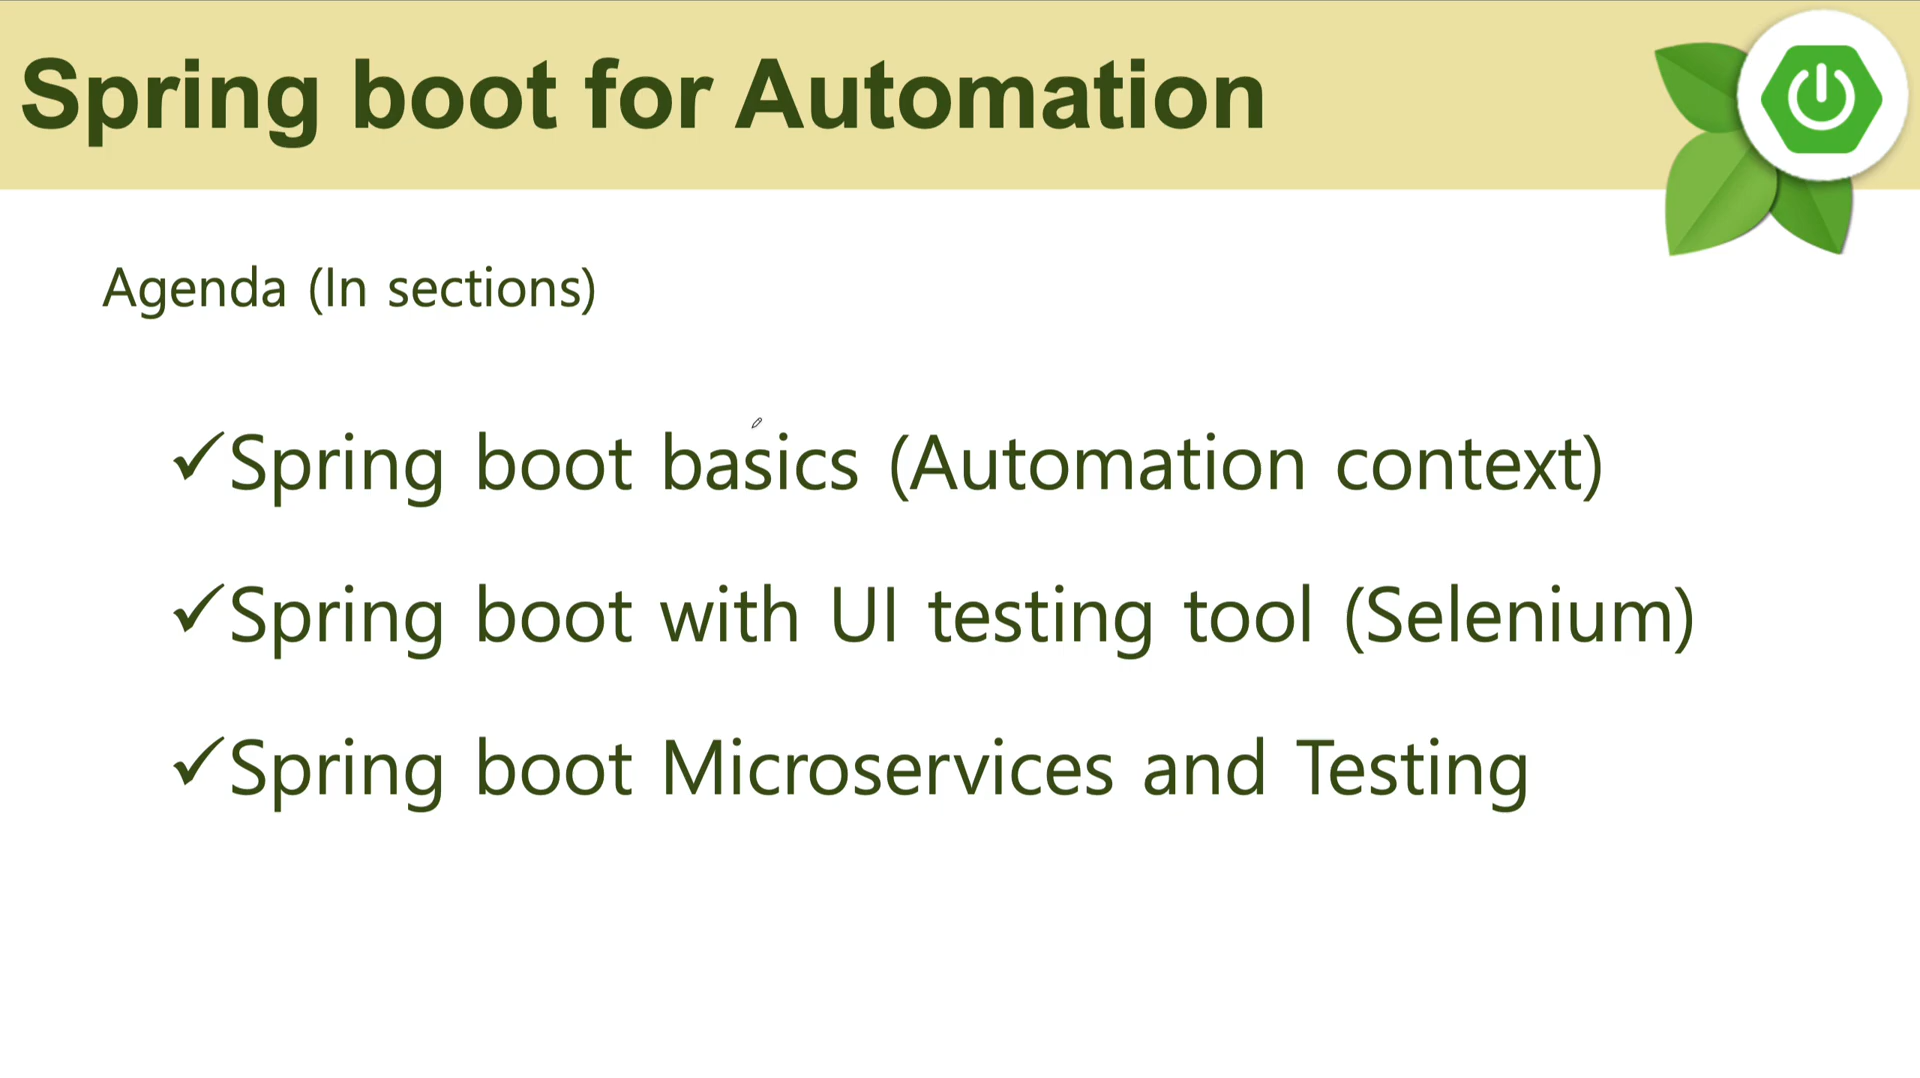 Spring boot for Automation
Agenda (In sections)
✓Spring boot basics (Automation context)
✓Spring boot with UI testing tool (Selenium)
✓Spring boot Microservices and Testing